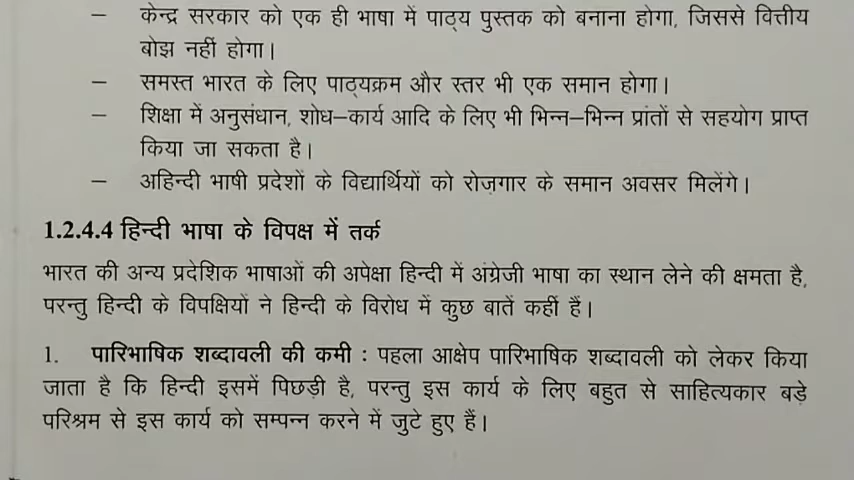 – केन्द्र सरकार को एक ही भाषा में पाठ्य पुस्तक को बनाना होगा, जिससे वित्तीय
बोझ नहीं होगा।
– समस्त भारत के लिए पाठ्यक्रम और स्तर भी एक समान होगा।
– शिक्षा में अनुसंधान, शोध–कार्य आदि के लिए भी भिन्न–भिन्न प्रांतों से सहयोग प्राप्त
किया जा सकता है।
– अहिन्दी भाषी प्रदेशों के विद्यार्थियों को रोज़गार के समान अवसर मिलेंगे।
1.2.4.4 हिन्दी भाषा के विपक्ष में तर्क
भारत की अन्य प्रदेशिक भाषाओं की अपेक्षा हिन्दी में अंग्रेजी भाषा का स्थान लेने की क्षमता है,
परन्तु हिन्दी के विपक्षियों ने हिन्दी के विरोध में कुछ बातें कहीं हैं।
1. पारिभाषिक शब्दावली की कमी : पहला आक्षेप पारिभाषिक शब्दावली को लेकर किया
जाता है कि हिन्दी इसमें पिछड़ी है, परन्तु इस कार्य के लिए बहुत से साहित्यकार बड़े
परिश्रम से इस कार्य को सम्पन्न करने में जुटे हुए हैं।